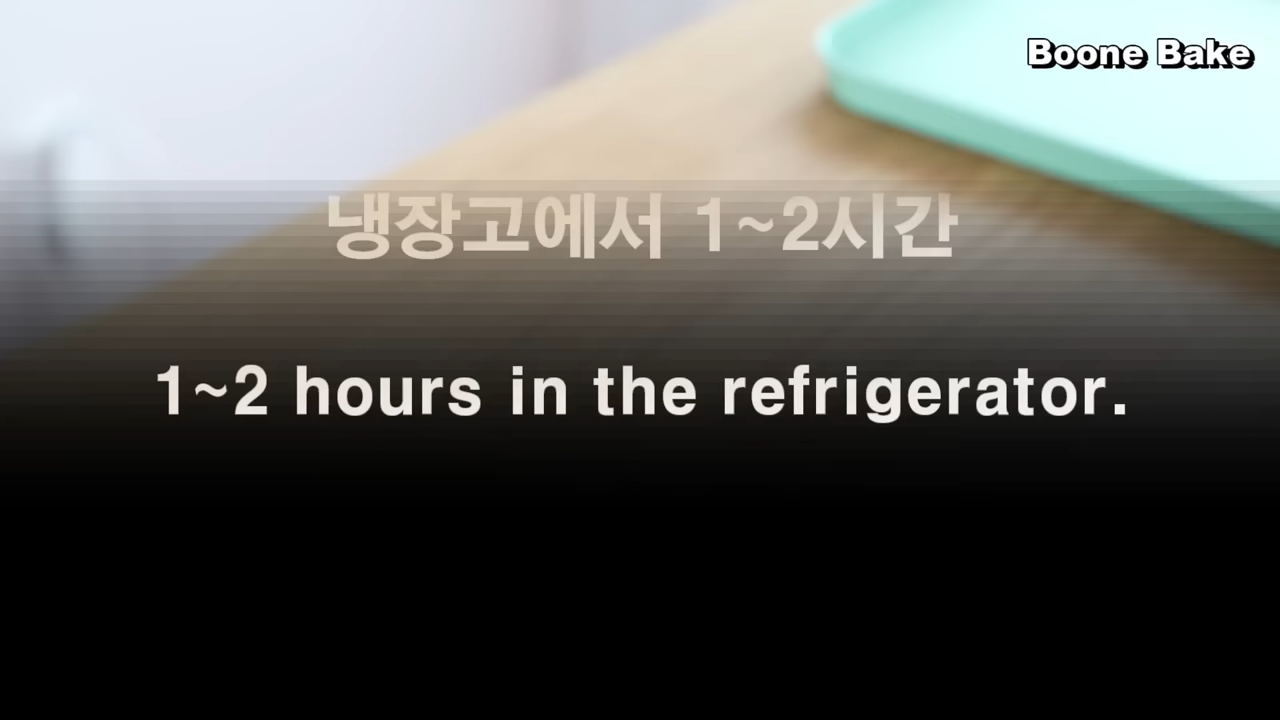 Boone Bake
냉장고에서 1~2시간
1~2 hours in the refrigerator.